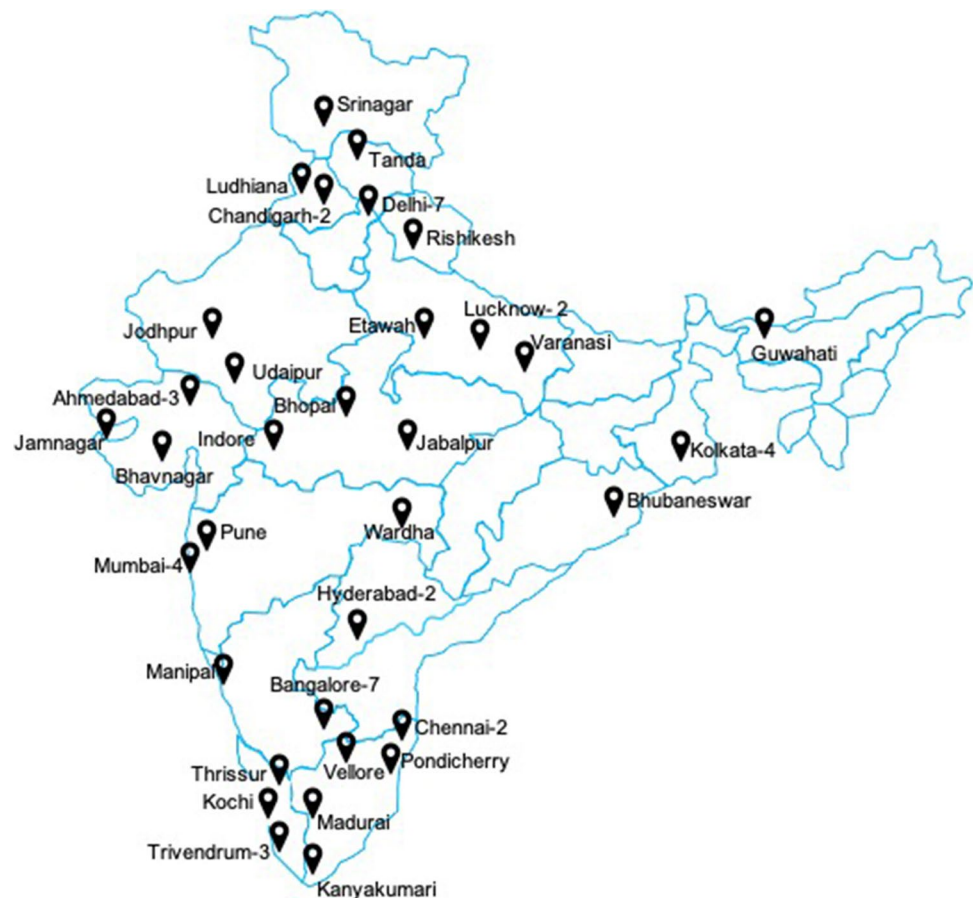 Srinagar
Tanda
Ludhiana
Delhi-7
Chandigarh-2
Rishikesh
Lucknow- 2
Jodhpur
Etawah
Varanasi
Guwahati
Udaipur
Ahmedabad-3
Bhopal
Jamnagar
Indore
Jabalpur
Kolkata-4
Bhavnagar
Bhubaneswar
Pune
Wardha
Mumbai-4
Hyderabad-2
Manipal
Bangalore-7
Chennai-2
Pondicherry
Thrissur
Vellore
Kochi
Madurai
Trivendrum-3
Kanyakumari